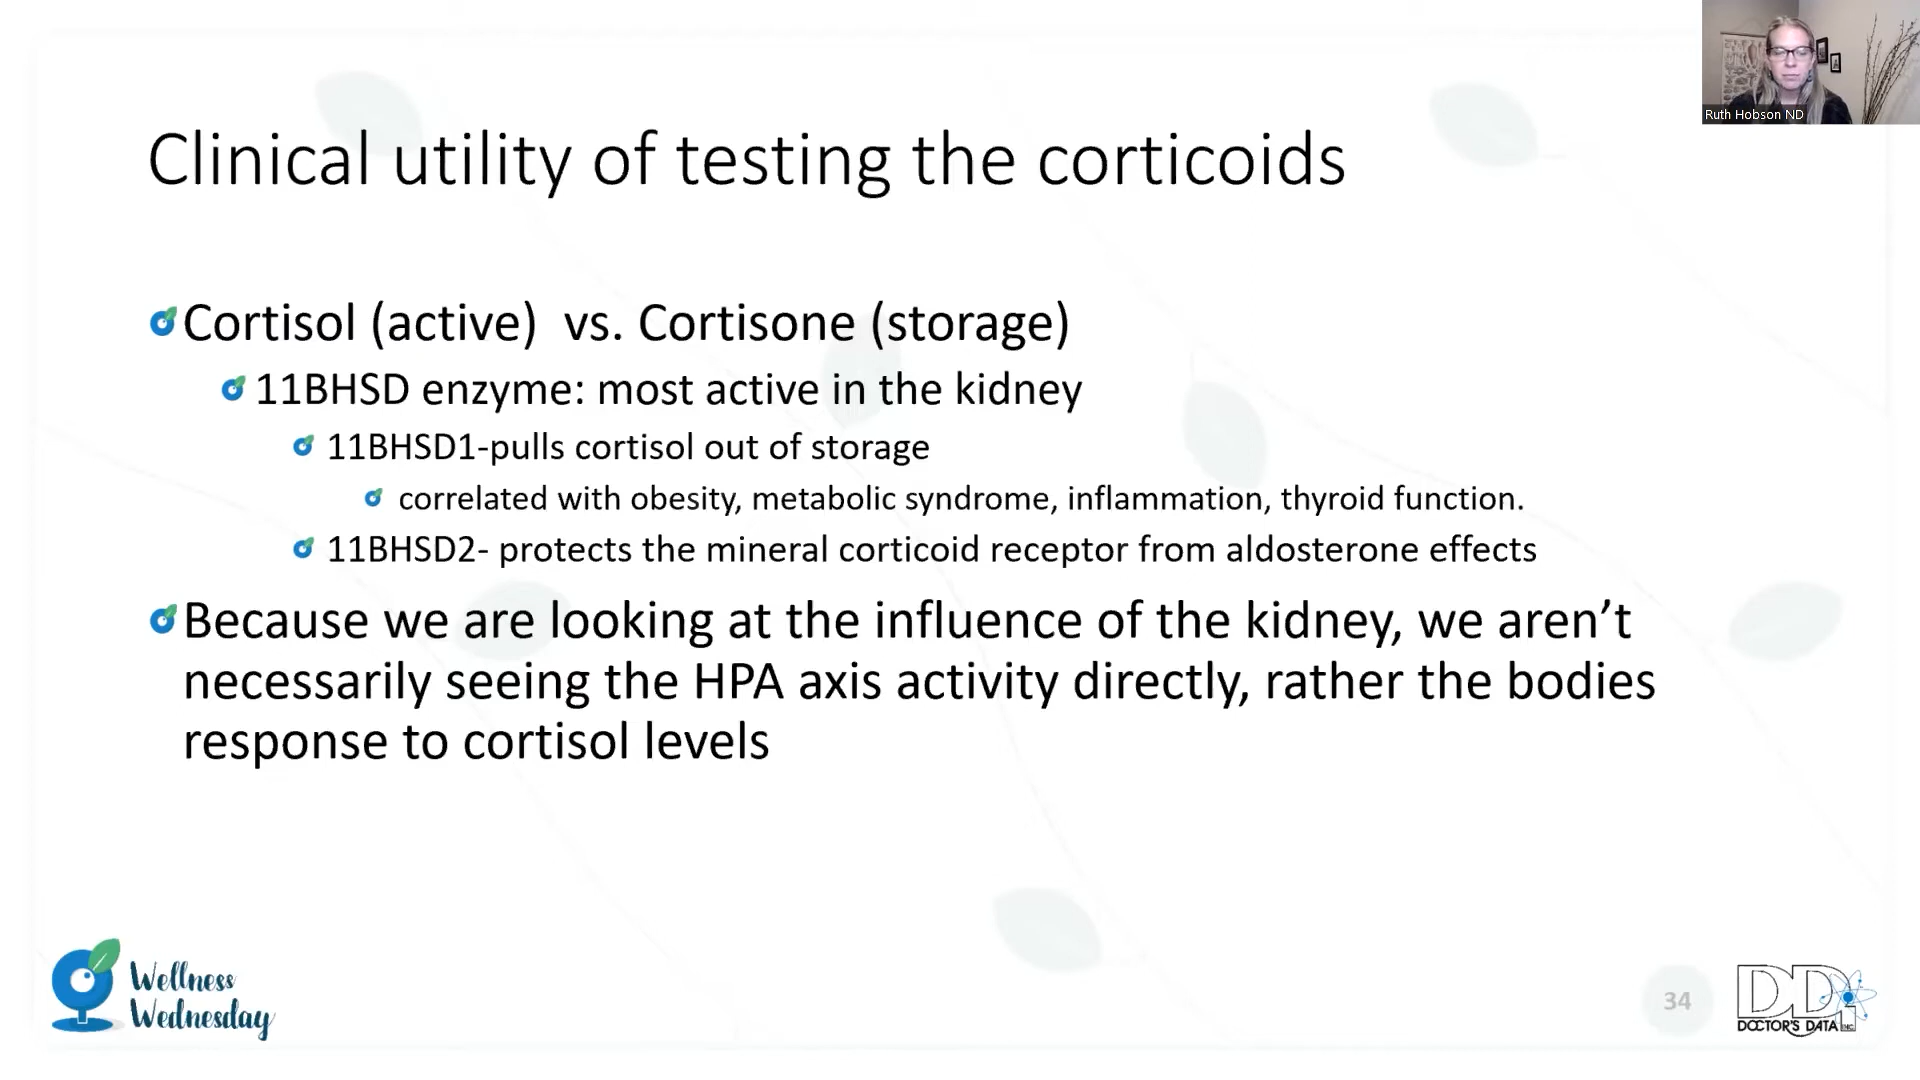 Ruth Hobson ND
Clinical utility of testing the corticoids
Cortisol (active) vs. Cortisone (storage)
11BHSD enzyme: most active in the kidney
11BHSD1-pulls cortisol out of storage
correlated with obesity, metabolic syndrome, inflammation, thyroid function.
11BHSD2- protects the mineral corticoid receptor from aldosterone effects
Because we are looking at the influence of the kidney, we aren’t
necessarily seeing the HPA axis activity directly, rather the bodies
response to cortisol levels
Wellness
Wednesday
34
DDI
DOCTOR'S DATA INC.